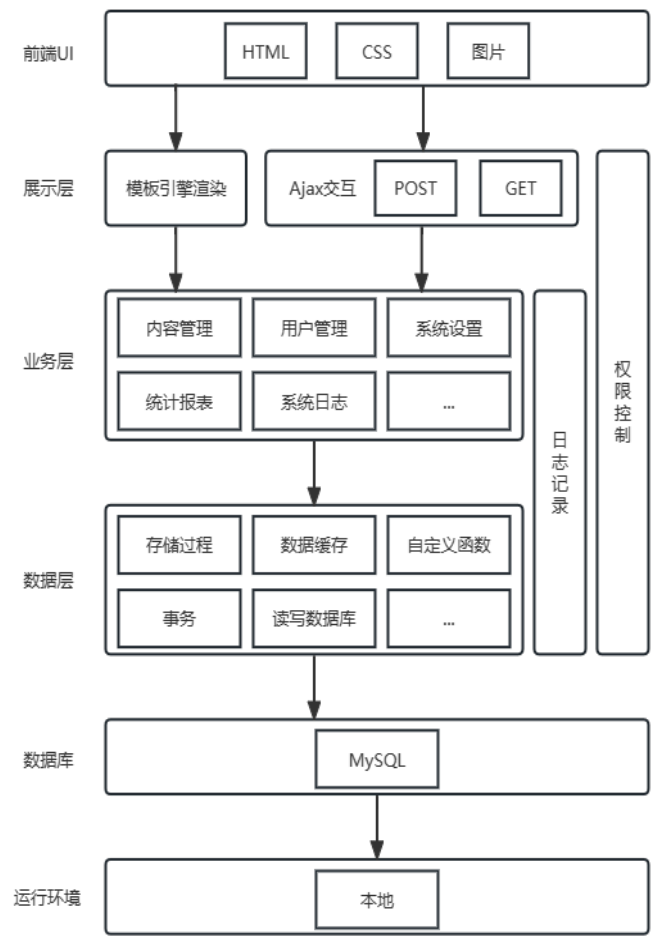 前端UI
HTML
CSS
图片
展示层
模板引擎渲染
Ajax交互
POST
GET
权限控制
业务层
内容管理
用户管理
系统设置
统计报表
系统日志
...
日志记录
数据层
存储过程
数据缓存
自定义函数
事务
读写数据库
...
数据库
MySQL
运行环境
本地